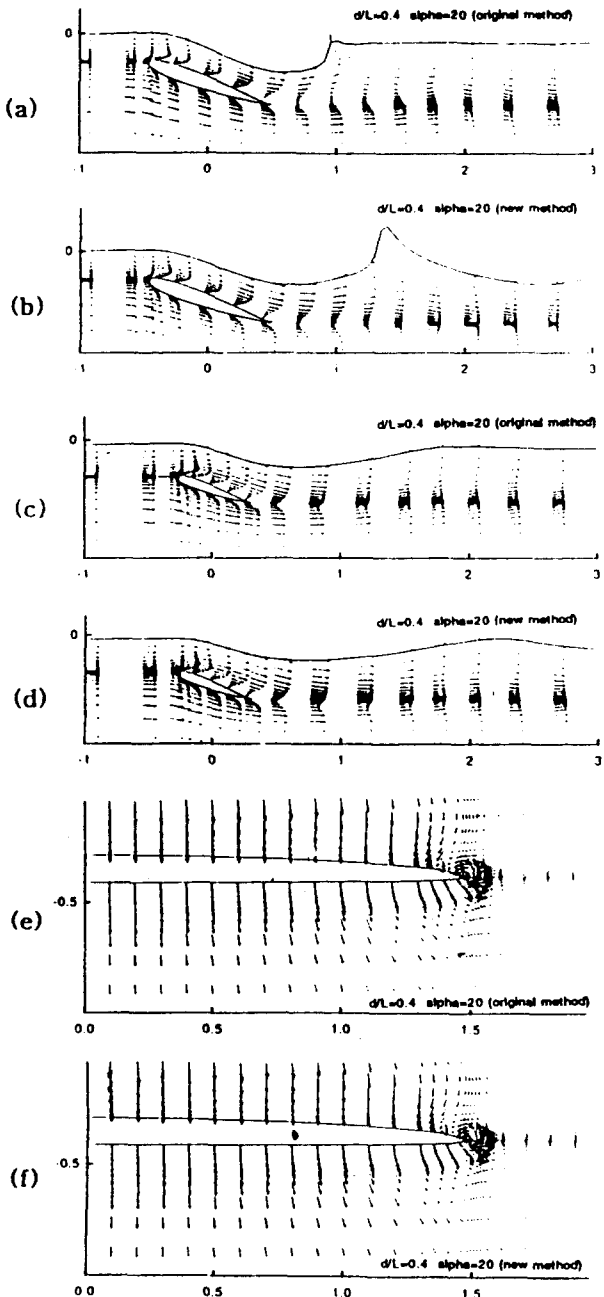 d/L=0.4 alpha=20 (original method)
0
(a)
-1 0 1 2 3
d/L=0.4 alpha=20 (new method)
0
(b)
-1 0 1 2 3
d/L=0.4 alpha=20 (original method)
0
(c)
-1 0 1 2 3
d/L=0.4 alpha=20 (new method)
0
(d)
-1 0 1 2 3
(e)
-0.5
d/L=0.4 alpha=20 (original method)
0.0 0.5 1.0 1.5
(f)
-0.5
d/L=0.4 alpha=20 (new method)
0.0 0.5 1.0 1.5